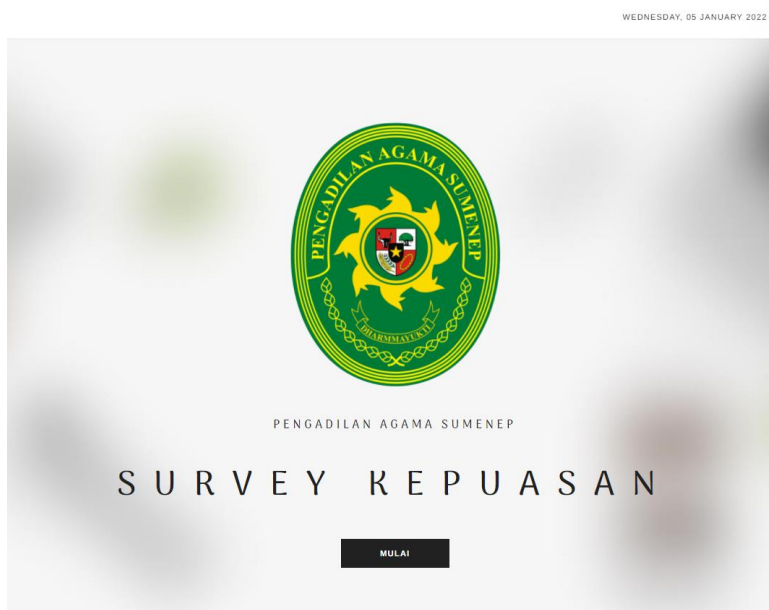 WEDNESDAY, 05 JANUARY 2022
PENGADILAN AGAMA SUMENEP
DHARMMAYUKTI
PENGADILAN AGAMA SUMENEP
SURVEY KEPUASAN
MULAI